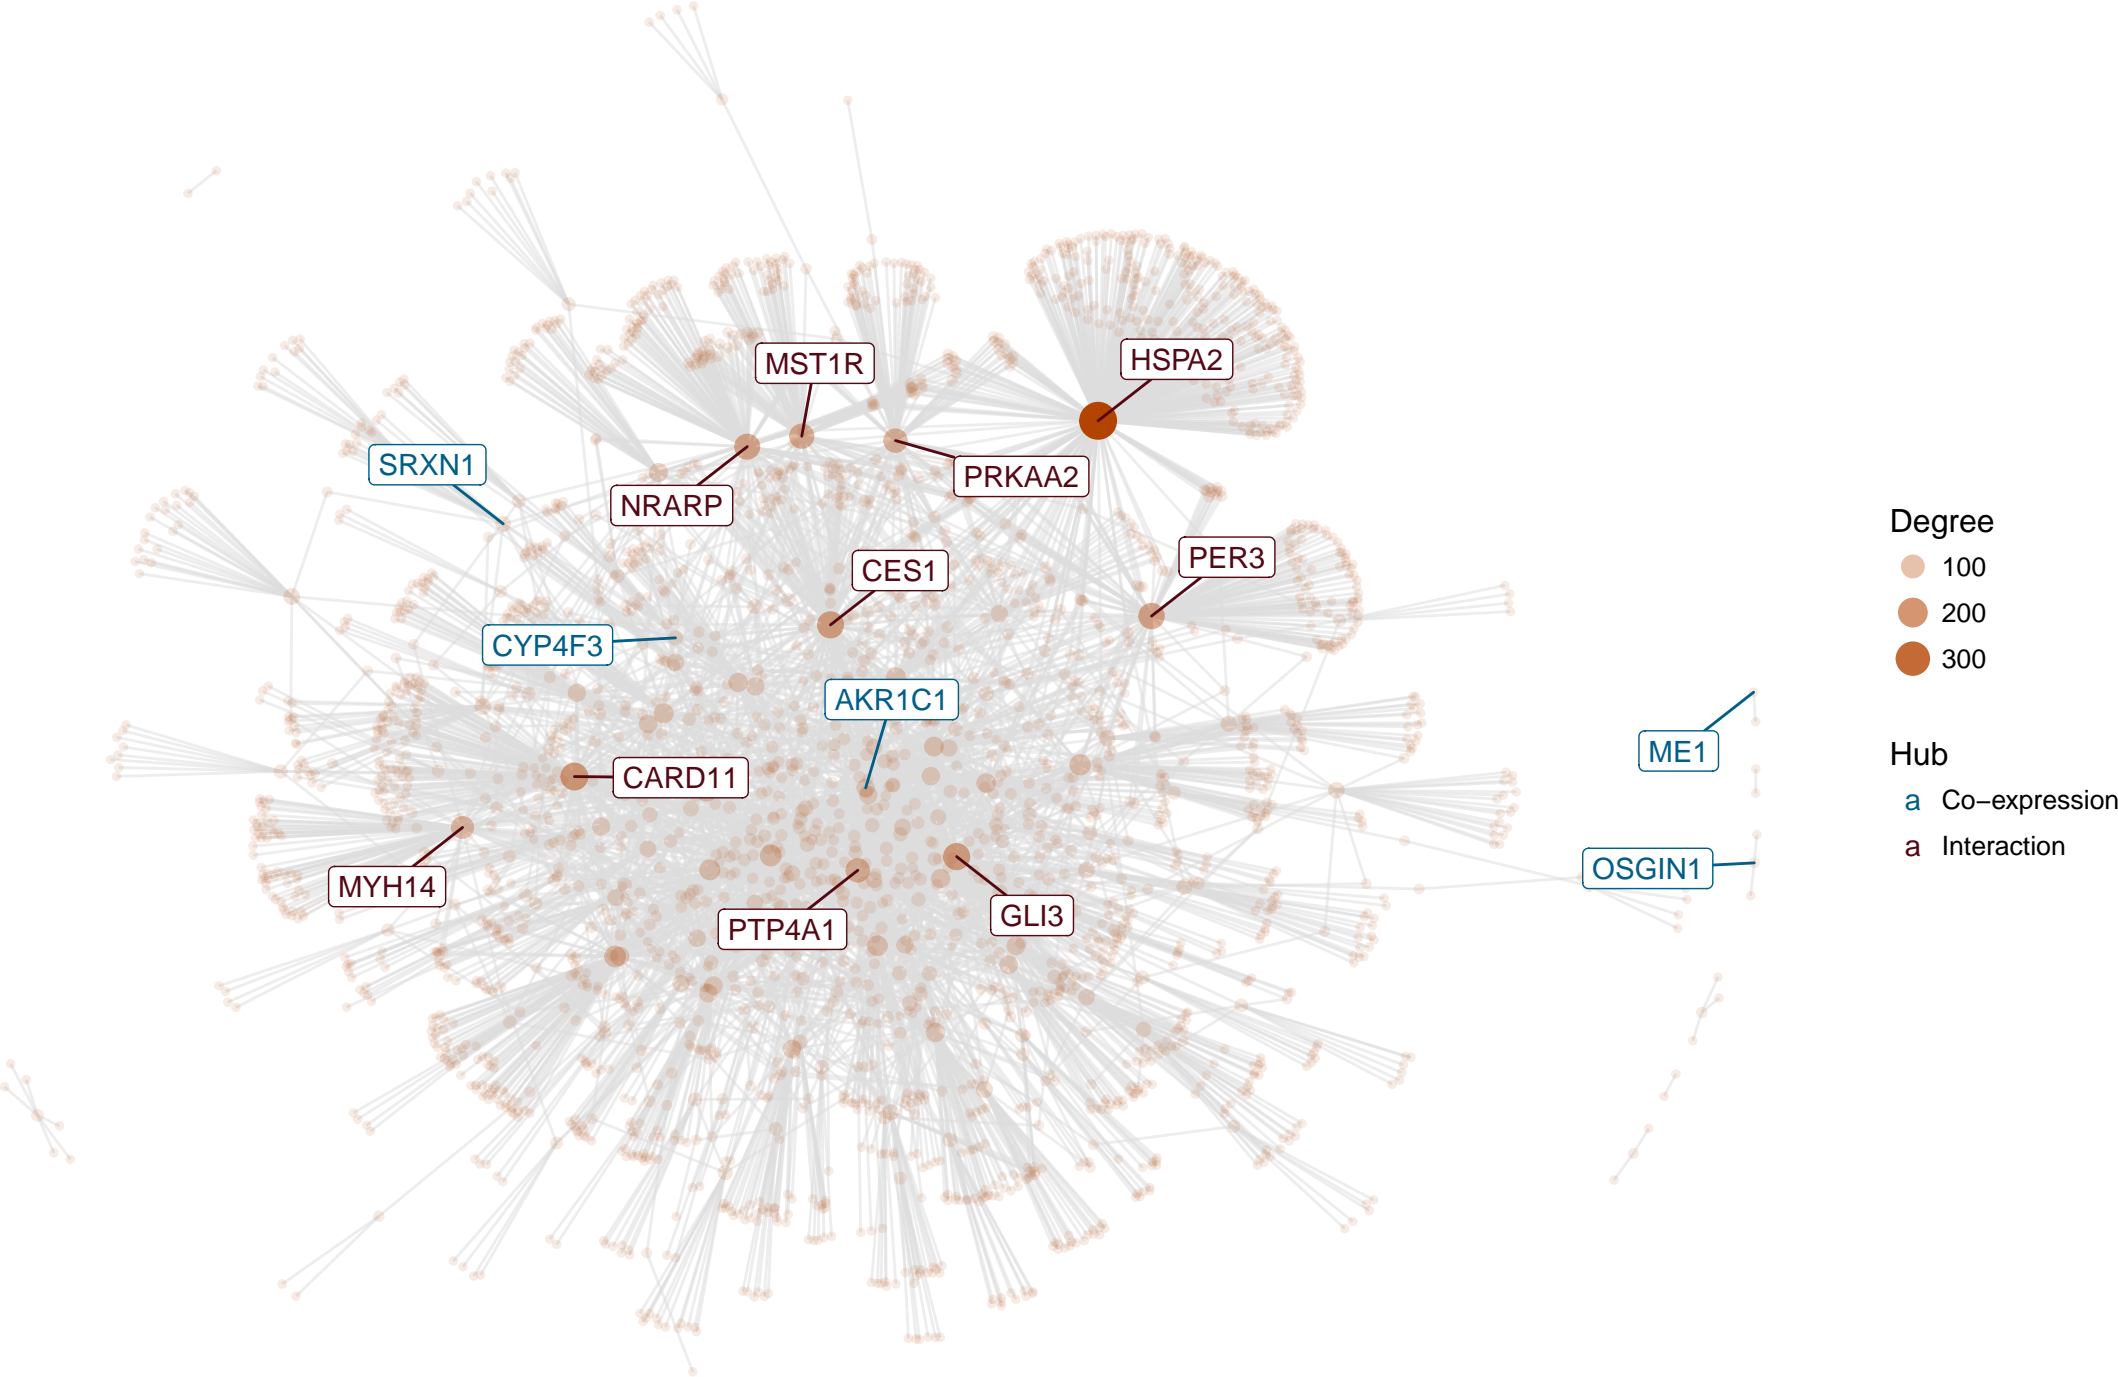 MST1R
HSPA2
SRXN1
PRKAA2
NRARP
CES1
PER3
CYP4F3
AKR1C1
CARD11
MYH14
PTP4A1
GLI3
ME1
OSGIN1
Degree
100
200
300
Hub
a Co−expression
a Interaction